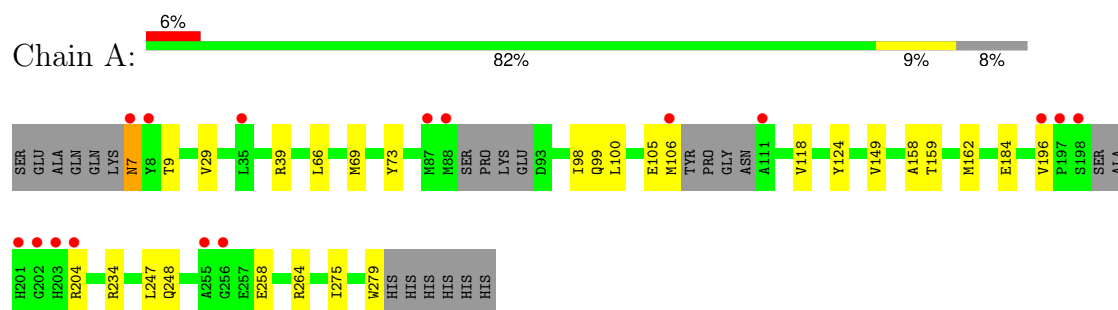 6%
Chain A:
82% 9% 8%
SER GLU ALA GLN GLN LYS N7 Y8 T9 V29 L35 R39 L66 M69 Y73 M87 M88 SER PRO LYS GLU D93 I98 Q99 L100 E105 M106 TYR PRO GLY ASN A111 V118 Y124 V149 A158 T159 M162 E184 V196 P197 S198 SER ALA
H201 G202 H203 R204 R234 L247 Q248 A255 G256 E257 E258 R264 I275 W279 HIS HIS HIS HIS HIS HIS